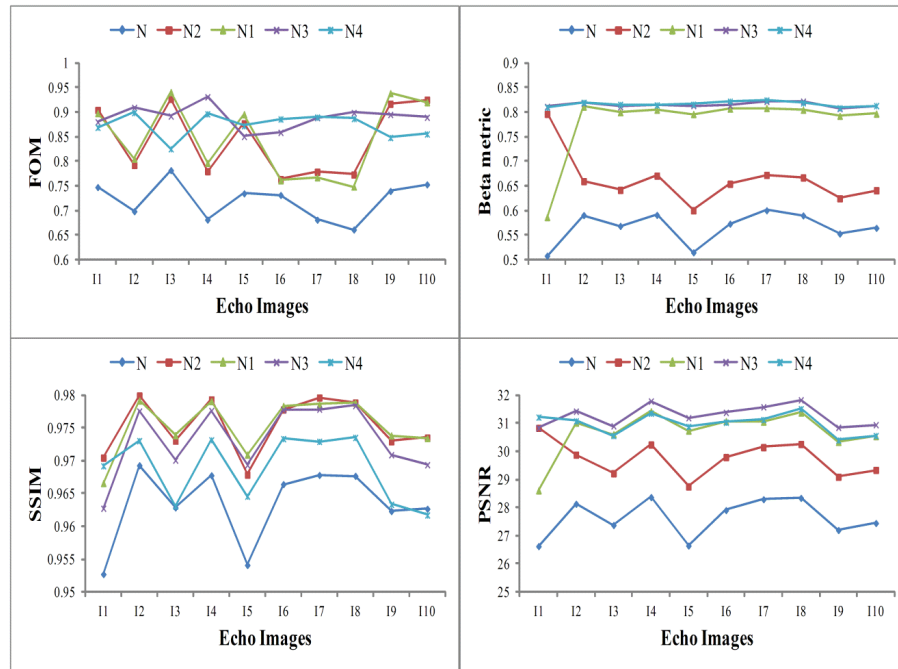 N N2 N1 N3 N4
1
0.95
0.9
0.85
0.8
0.75
0.7
0.65
0.6
FOM
I1 I2 I3 I4 I5 I6 I7 I8 I9 I10
Echo Images
N N2 N1 N3 N4
0.9
0.85
0.8
0.75
0.7
0.65
0.6
0.55
0.5
Beta metric
I1 I2 I3 I4 I5 I6 I7 I8 I9 I10
Echo Images
N N2 N1 N3 N4
0.98
0.975
0.97
0.965
0.96
0.955
0.95
SSIM
I1 I2 I3 I4 I5 I6 I7 I8 I9 I10
Echo Images
N N2 N1 N3 N4
32
31
30
29
28
27
26
25
PSNR
I1 I2 I3 I4 I5 I6 I7 I8 I9 I10
Echo Images